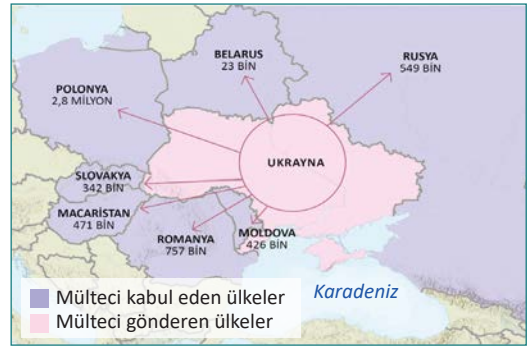 BELARUS
23 BİN
RUSYA
549 BİN
POLONYA
2,8 MİLYON
UKRAYNA
SLOVAKYA
342 BİN
MACARİSTAN
471 BİN
ROMANYA
757 BİN
MOLDOVA
426 BİN
Karadeniz
Mülteci kabul eden ülkeler
Mülteci gönderen ülkeler